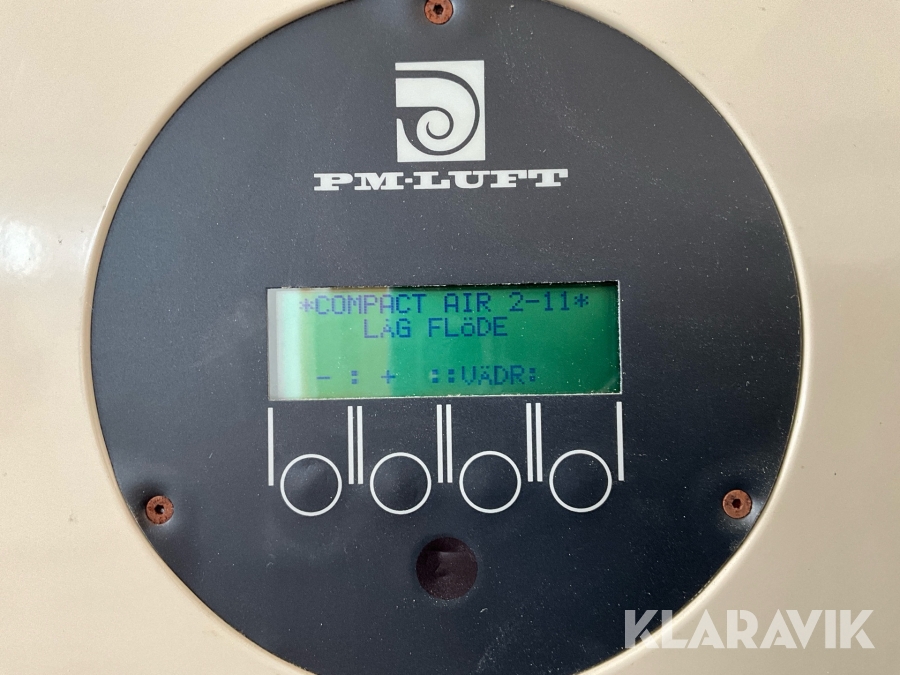 PM-LUFT
*COMPACT AIR 2-11*
LÅG FLÖDE
- : + ::VÄDR:
KLARAVIK